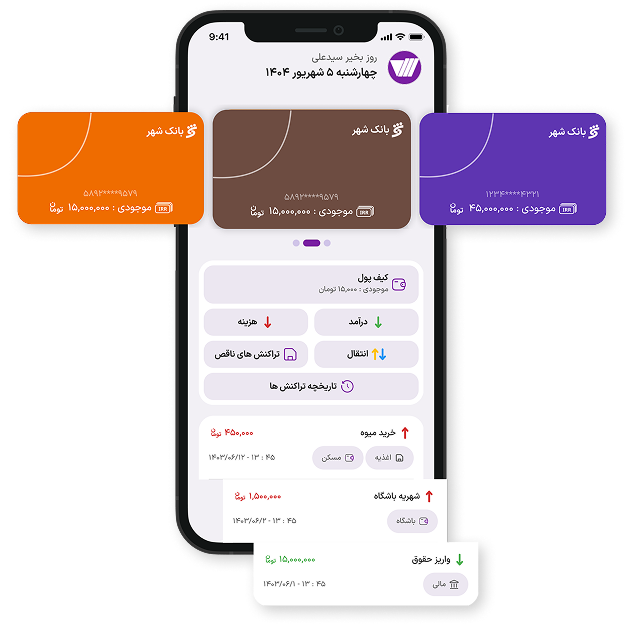 9:41
روز بخیر سیدعلی
چهارشنبه ۵ شهریور ۱۴۰۴
بانک شهر
۱۲۳۴****۴۳۲۱
موجودی : ۴۵,۰۰۰,۰۰۰ تومان
IRR
بانک شهر
۵۸۹۲****۹۵۷۹
موجودی : ۱۵,۰۰۰,۰۰۰ تومان
IRR
بانک شهر
۵۸۹۲****۹۵۷۹
موجودی : ۱۵,۰۰۰,۰۰۰ تومان
IRR
کیف پول
موجودی : ۱۵,۰۰۰ تومان
درآمد
هزینه
انتقال
تراکنش های ناقص
تاریخچه تراکنش ها
خرید میوه
۴۵۰,۰۰۰ تومان
اغذیه
مسکن
۱۴۰۳/۰۶/۱۲ - ۱۳ : ۴۵
شهریه باشگاه
۱,۵۰۰,۰۰۰ تومان
باشگاه
۱۴۰۳/۰۶/۲ - ۱۳ : ۴۵
واریز حقوق
۱۵,۰۰۰,۰۰۰ تومان
مالی
۱۴۰۳/۰۶/۱ - ۱۳ : ۴۵